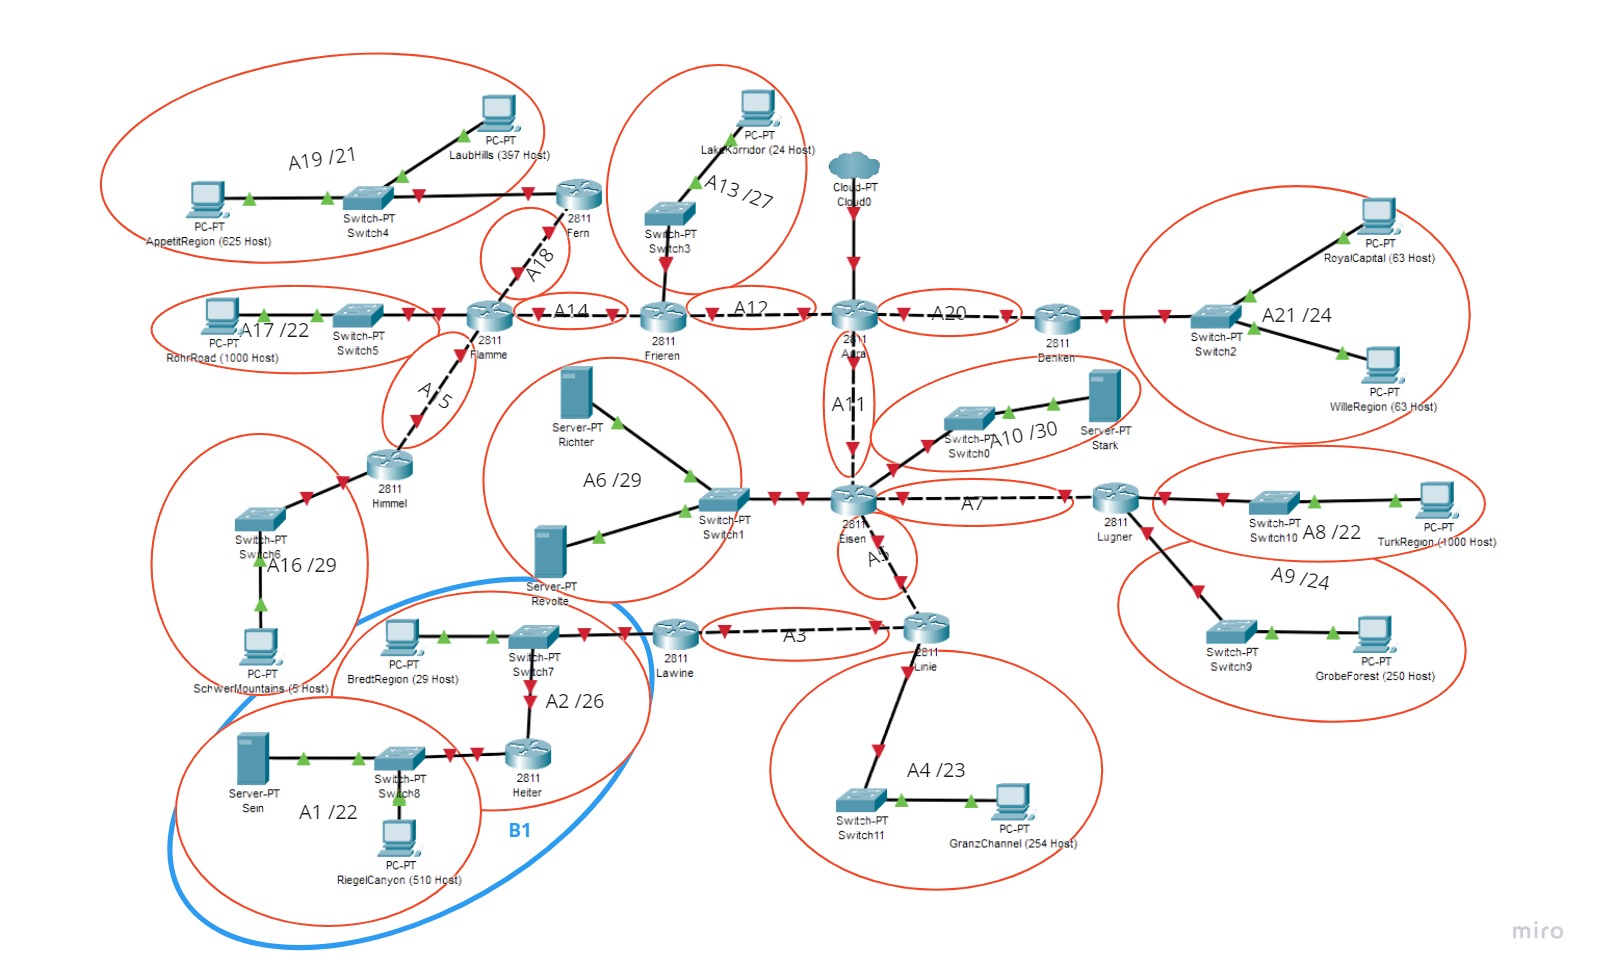 PC-PT
LaubHills (397 Host)
A19 /21
PC-PT
AppetitRegion (625 Host)
Switch-PT
Switch4
2811
Fern
A18
PC-PT
LakeKorridor (24 Host)
A13 /27
Switch-PT
Switch3
Cloud-PT
Cloud0
PC-PT
RoyalCapital (63 Host)
A17 /22
PC-PT
RohrRoad (1000 Host)
Switch-PT
Switch5
2811
Flamme
A14
2811
Frieren
A12
2811
Aura
A20
2811
Denken
Switch-PT
Switch2
A21 /24
PC-PT
WilleRegion (63 Host)
A15
A11
Server-PT
Richter
Switch-PT
Switch0
A10 /30
Server-PT
Stark
2811
Himmel
A6 /29
Switch-PT
Switch1
2811
Eisen
A7
2811
Lugner
Switch-PT
Switch10
A8 /22
PC-PT
TurkRegion (1000 Host)
Switch-PT
Switch6
A16 /29
A5
A9 /24
Server-PT
Revolte
PC-PT
SchwerMountains (5 Host)
PC-PT
BredtRegion (29 Host)
Switch-PT
Switch7
2811
Lawine
A3
2811
Linie
Switch-PT
Switch9
PC-PT
GrobeForest (250 Host)
A2 /26
Server-PT
Sein
Switch-PT
Switch8
2811
Heiter
A1 /22
B1
PC-PT
RiegelCanyon (510 Host)
A4 /23
Switch-PT
Switch11
PC-PT
GranzChannel (254 Host)
miro